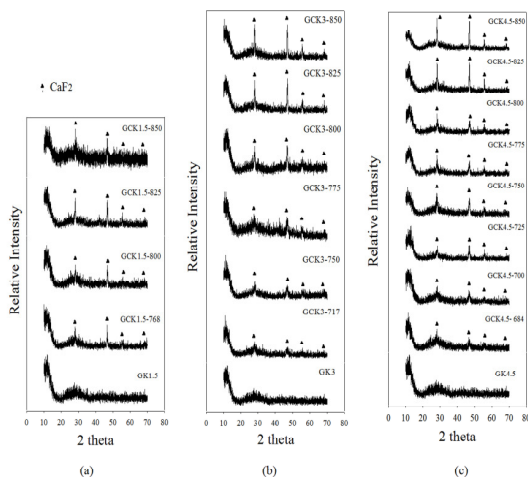 ▲ CaF2
Relative Intensity
GCK1.5-850
GCK1.5-825
GCK1.5-800
GCK1.5-768
GK1.5
0 10 20 30 40 50 60 70 80
2 theta
(a)
Relative Intensity
GCK3-850
GCK3-825
GCK3-800
GCK3-775
GCK3-750
GCK3-717
GK3
0 10 20 30 40 50 60 70 80
2 theta
(b)
Relative Intensity
GCK4.5-850
GCK4.5-825
GCK4.5-800
GCK4.5-775
GCK4.5-750
GCK4.5-725
GCK4.5-700
GCK4.5- 684
GK4.5
0 10 20 30 40 50 60 70 80
2 theta
(c)